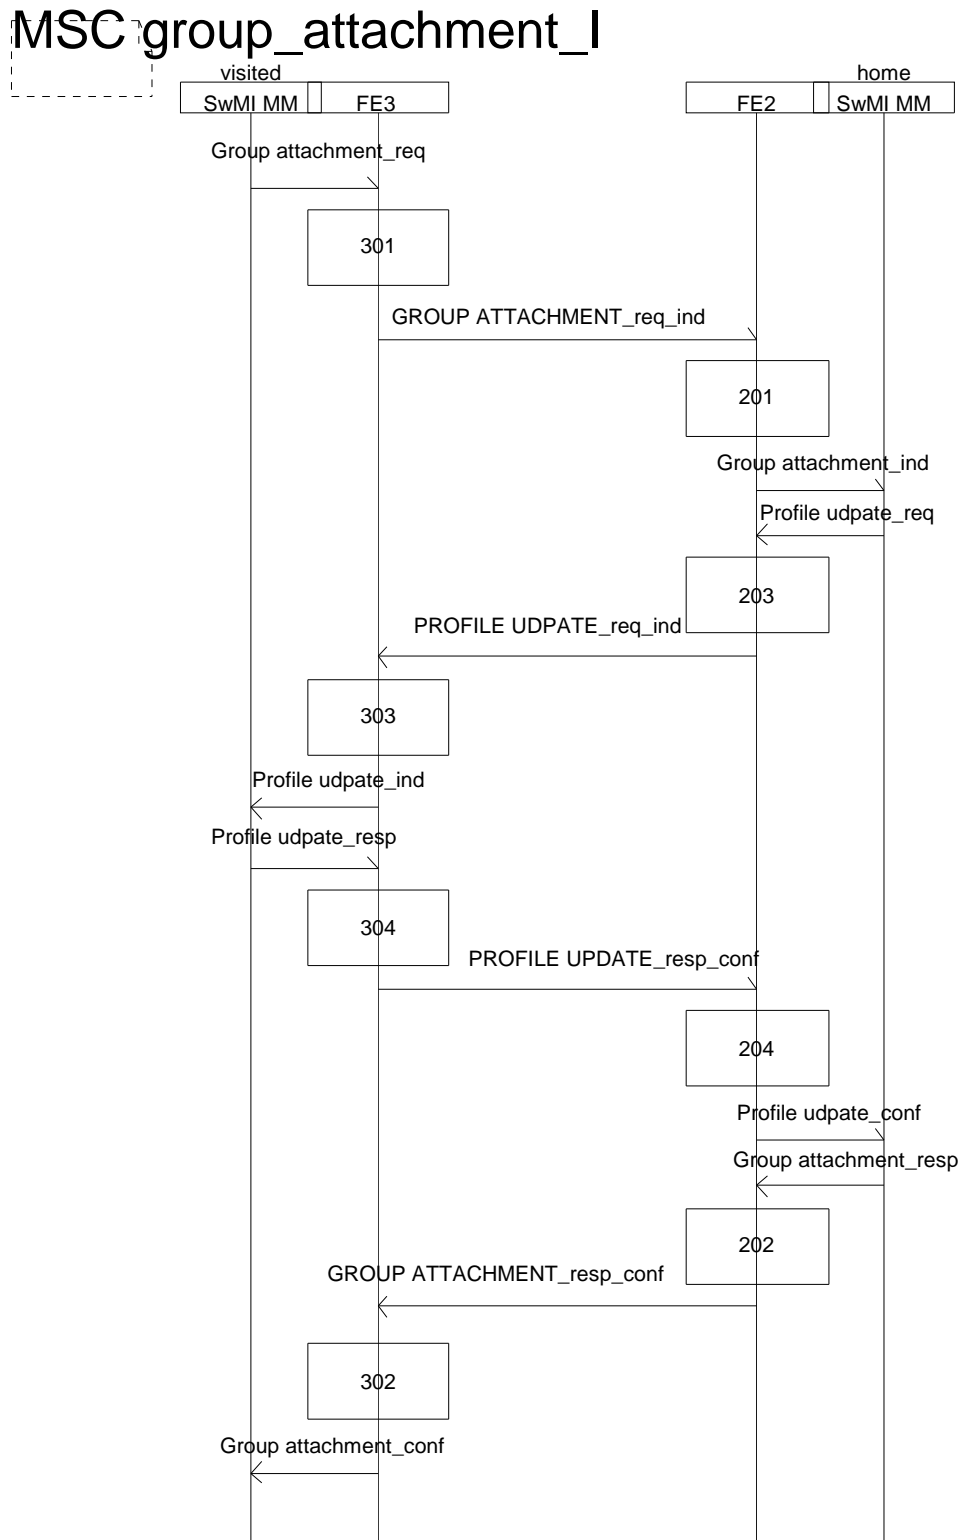 MSC group_attachment_I
visited
home
SwMI MM
FE3
FE2
SwMI MM
Group attachment_req
301
GROUP ATTACHMENT_req_ind
201
Group attachment_ind
Profile udpate_req
203
PROFILE UDPATE_req_ind
303
Profile udpate_ind
Profile udpate_resp
304
PROFILE UPDATE_resp_conf
204
Profile udpate_conf
Group attachment_resp
202
GROUP ATTACHMENT_resp_conf
302
Group attachment_conf